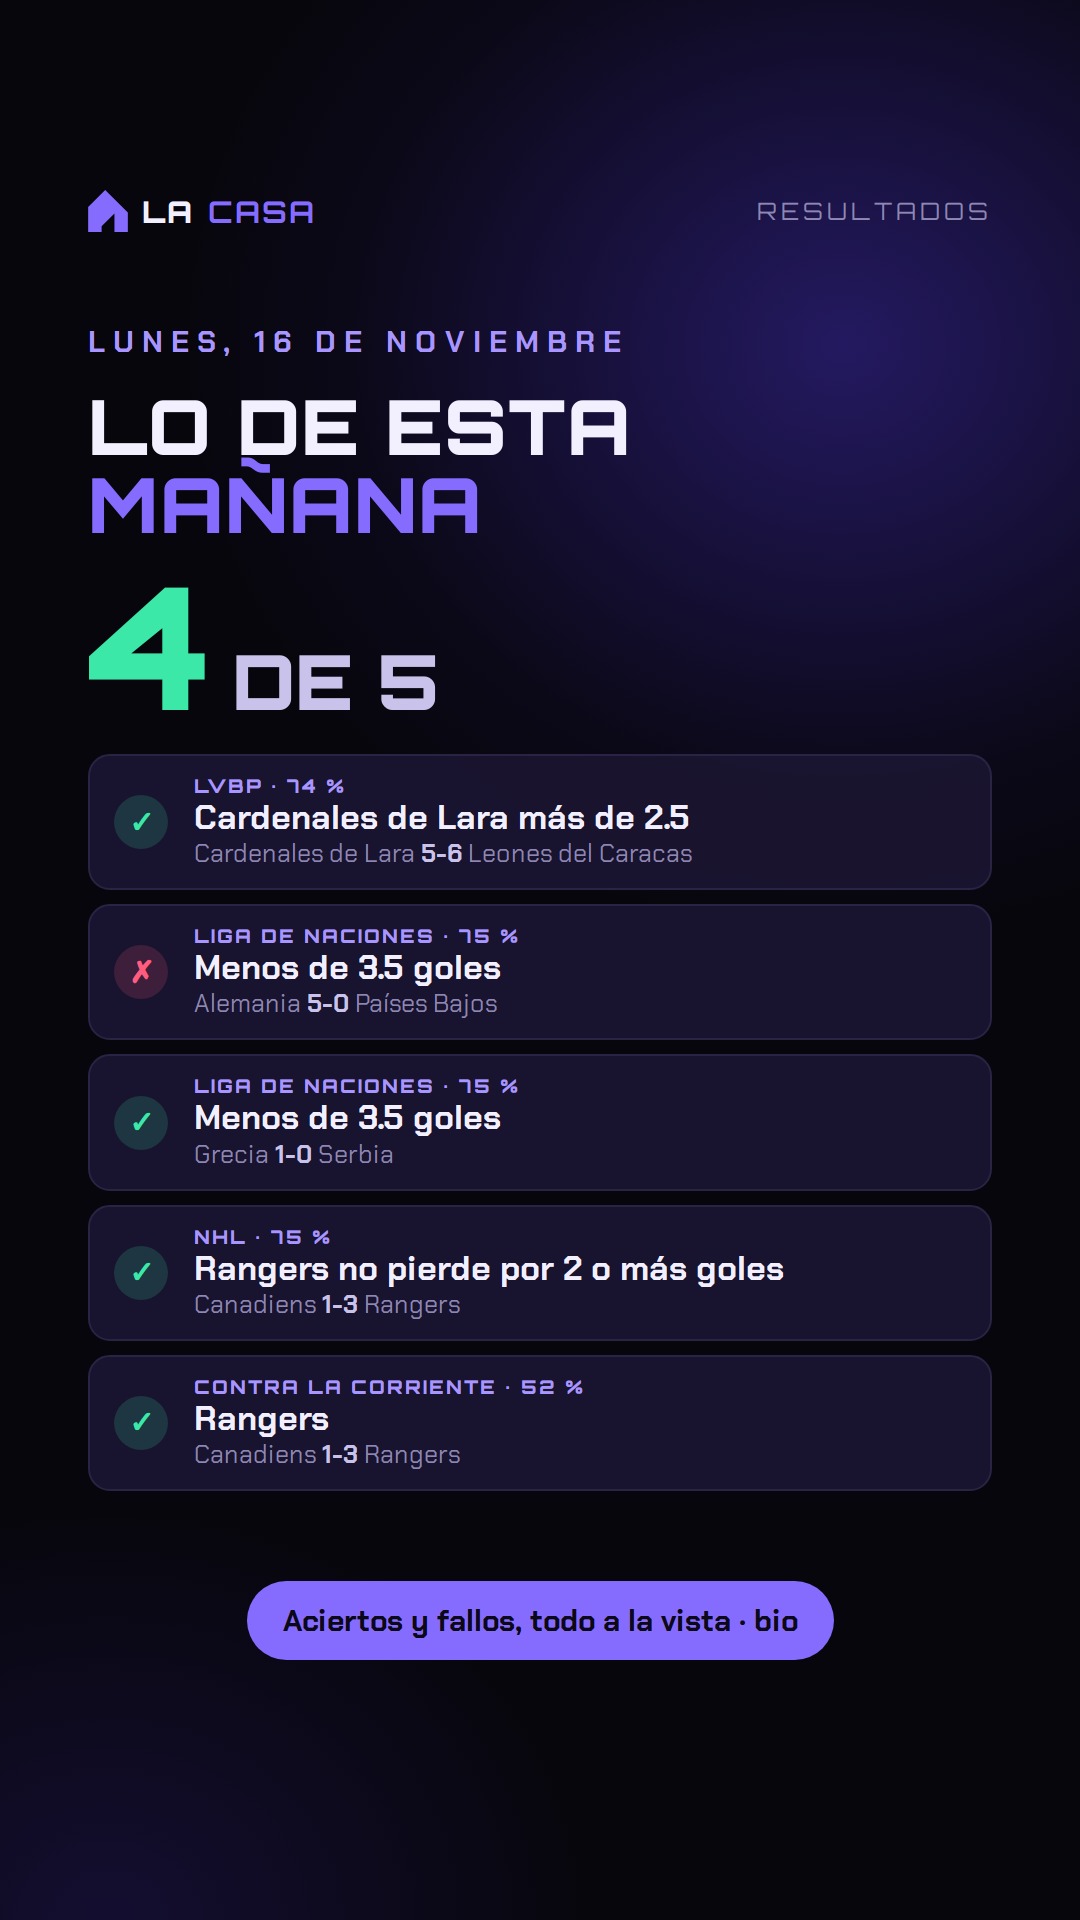 LA CASA
RESULTADOS
LUNES, 16 DE NOVIEMBRE
LO DE ESTA
MAÑANA
4 DE 5
LVBP · 74 %
✓ Cardenales de Lara más de 2.5
Cardenales de Lara 5-6 Leones del Caracas
LIGA DE NACIONES · 75 %
✗ Menos de 3.5 goles
Alemania 5-0 Países Bajos
LIGA DE NACIONES · 75 %
✓ Menos de 3.5 goles
Grecia 1-0 Serbia
NHL · 75 %
✓ Rangers no pierde por 2 o más goles
Canadiens 1-3 Rangers
CONTRA LA CORRIENTE · 52 %
✓ Rangers
Canadiens 1-3 Rangers
Aciertos y fallos, todo a la vista · bio